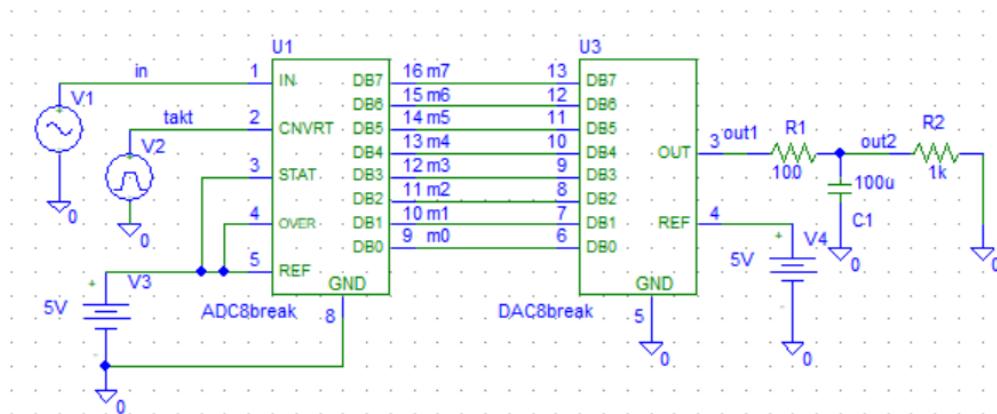 U1
U3
in
1
IN
DB7
16 m7
13
DB7
V1
DB6
15 m6
12
DB6
takt
2
CNVRT
DB5
14 m5
11
DB5
V2
DB4
13 m4
10
DB4
OUT
3
out1
R1
100
out2
R2
1k
3
STAT
DB3
12 m3
9
DB3
100u
C1
DB2
11 m2
8
DB2
4
OVER
DB1
10 m1
7
DB1
REF
4
0
0
DB0
9 m0
6
DB0
5
REF
V3
5V
V4
5V
0
0
GND
GND
ADC8break
8
DAC8break
5
0
0
0